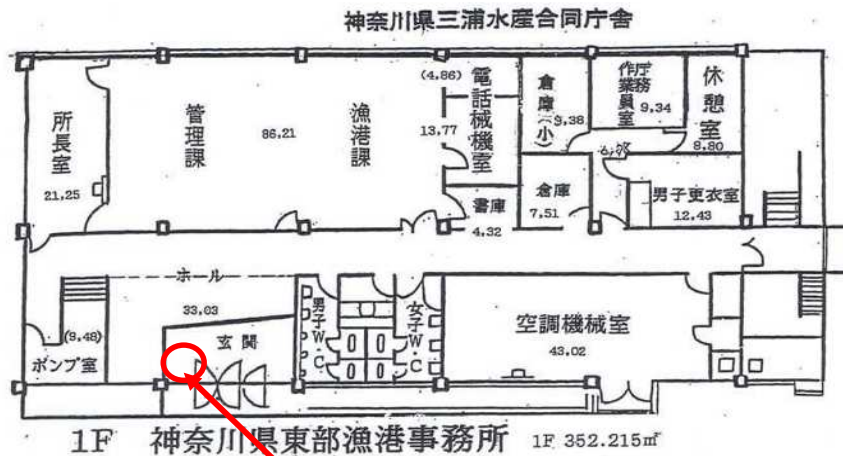 神奈川県三浦水産合同庁舎
所長室
21.25
管理課
86.21
漁港課
(4.86)
13.77
電話機械室
倉庫(小)
9.38
庁務作業員室
9.34
休憩室
8.80
書庫
4.32
倉庫
7.51
男子更衣室
12.43
ホール
33.03
(9.48)
ポンプ室
玄関
男子W・C
女子W・C
空調機械室
43.02
1F 神奈川県東部漁港事務所 1F 352.215㎡